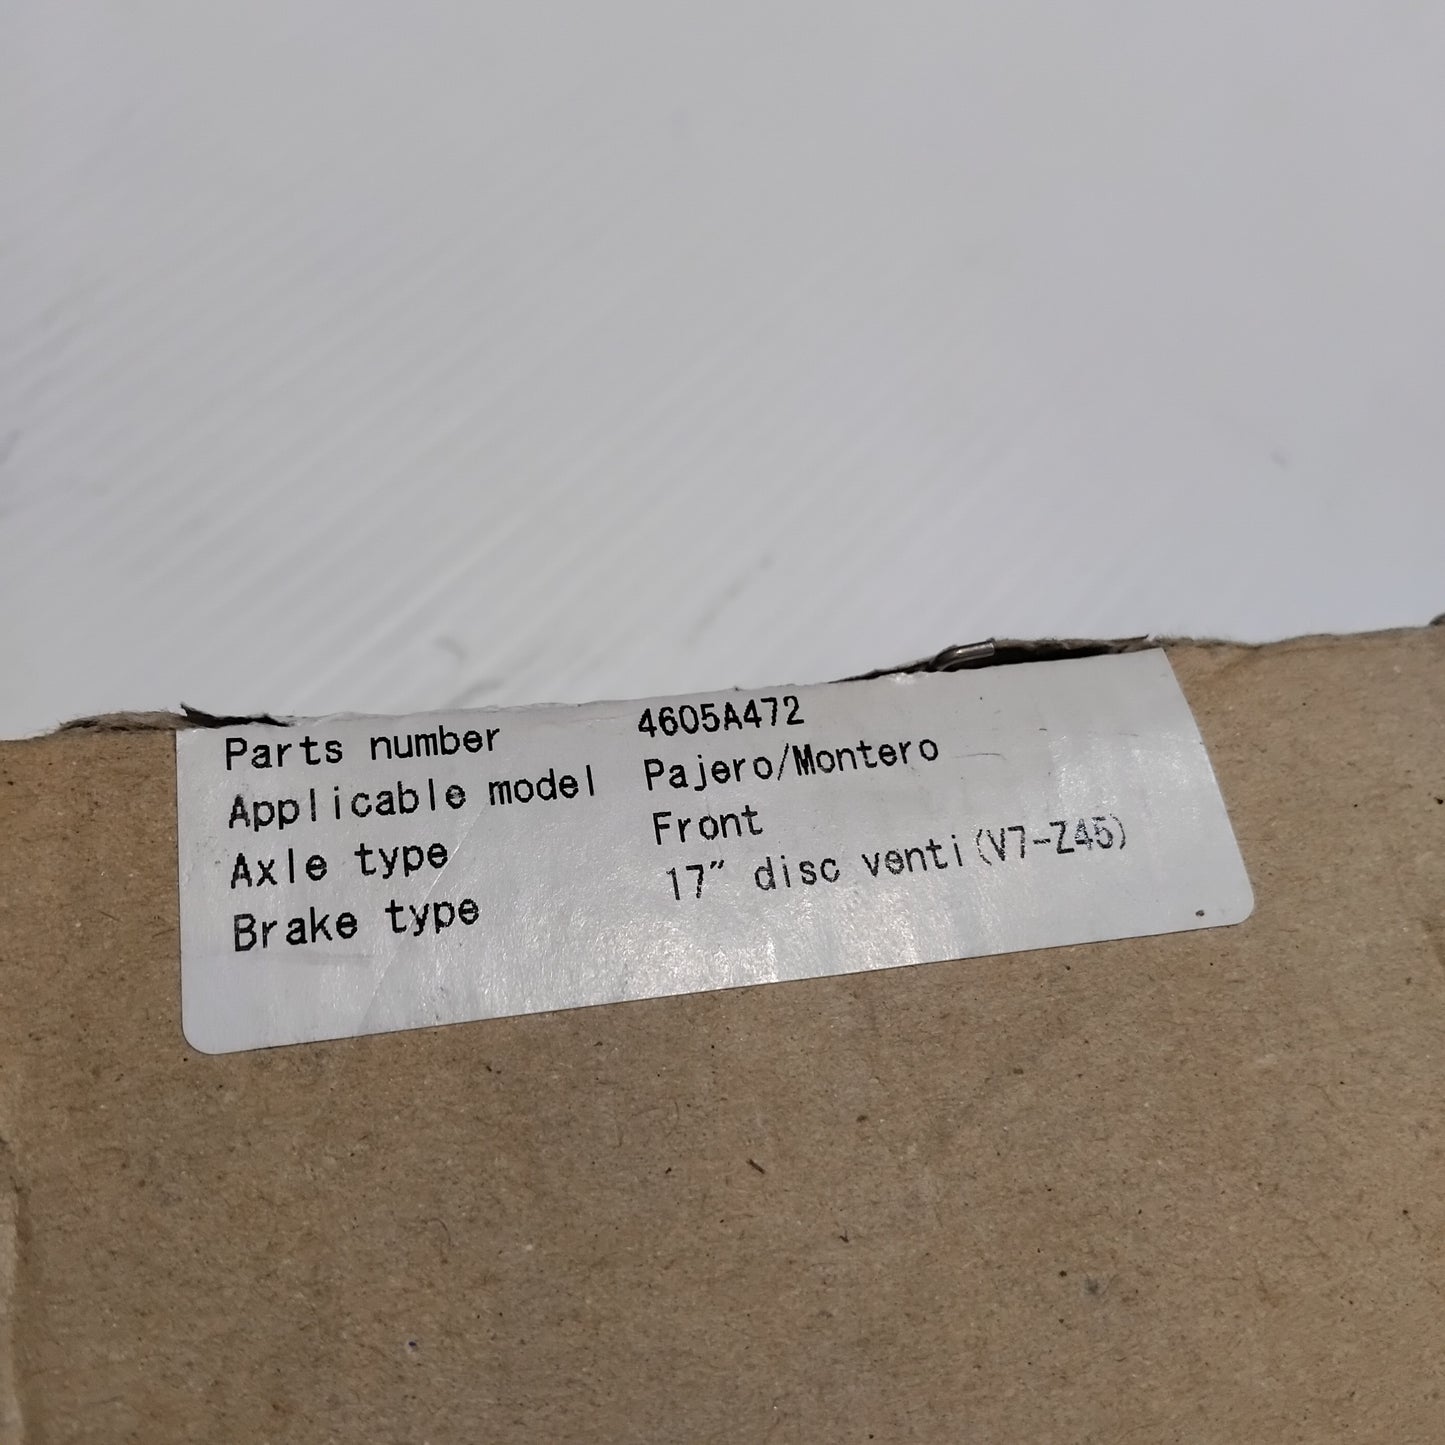 Parts number 4605A472
Applicable model Pajero/Montero
Axle type Front
Brake type 17" disc venti(V7-Z45)